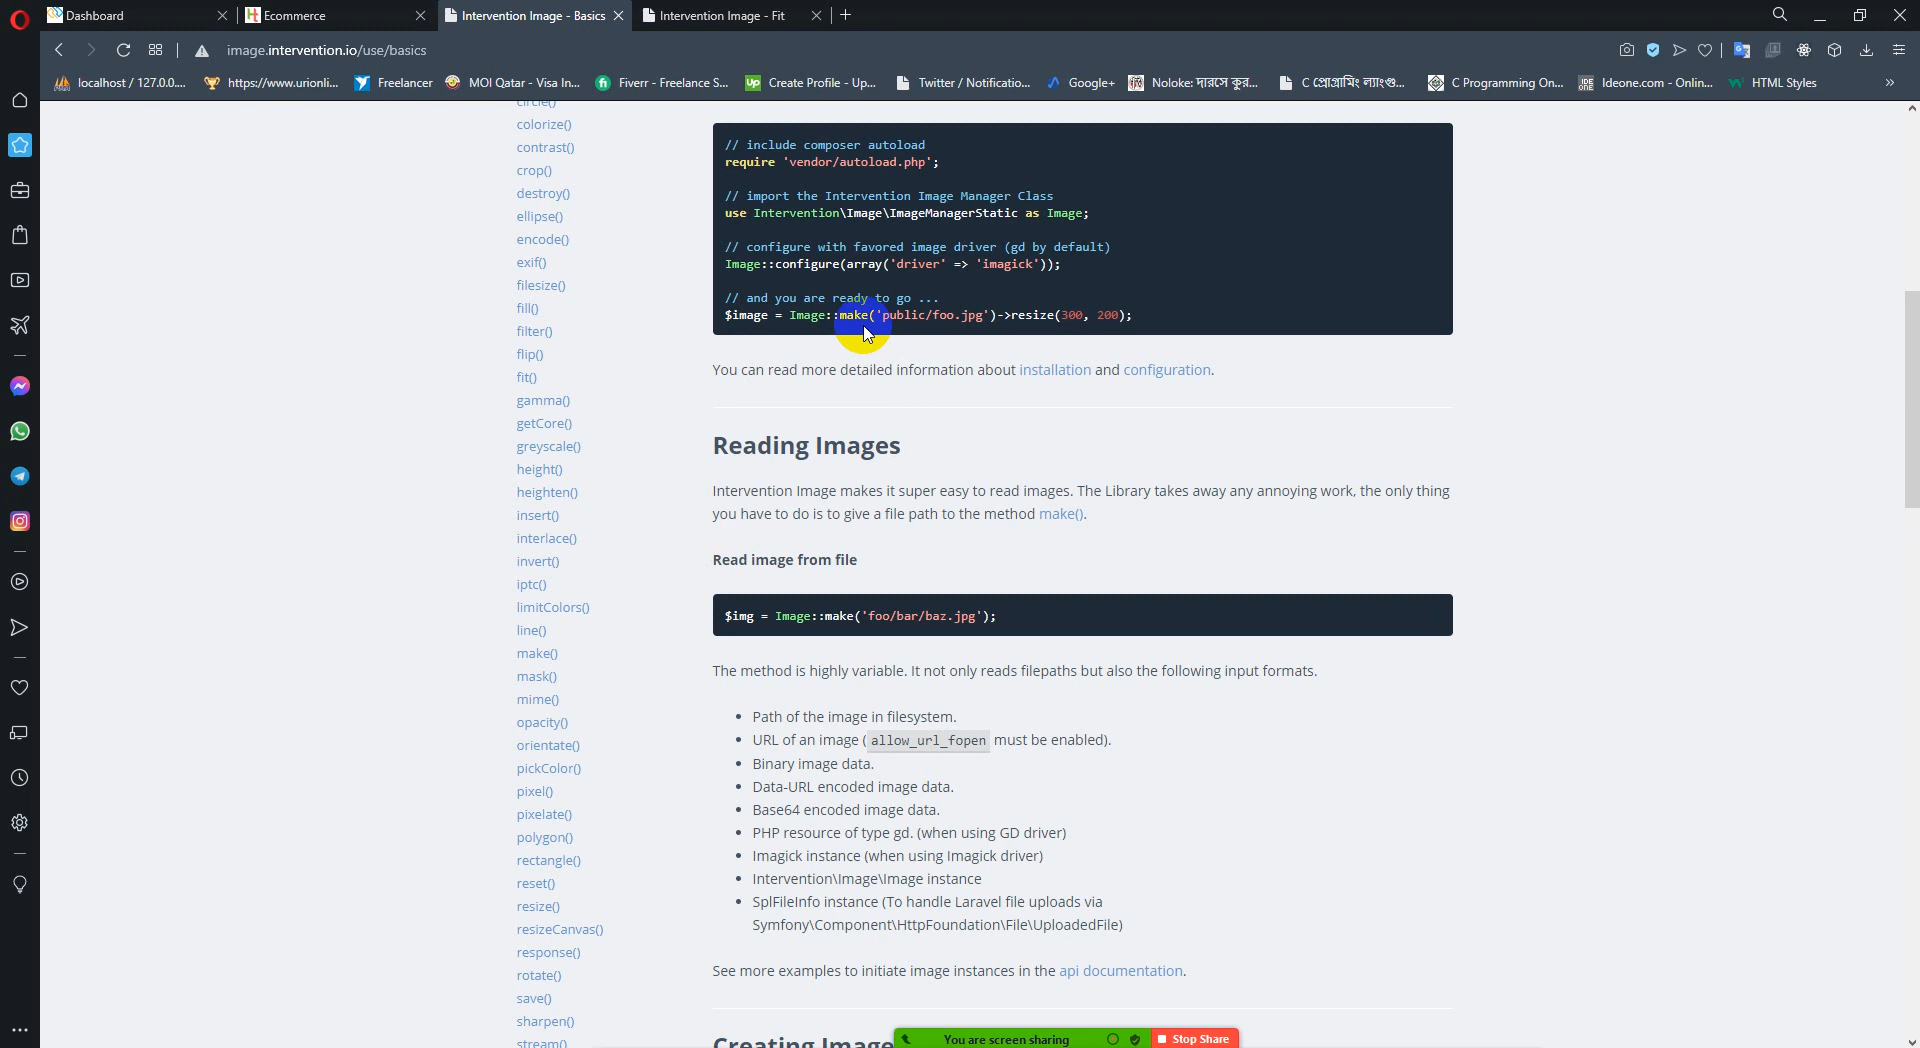 Dashboard
Ecommerce
Intervention Image - Basics
Intervention Image - Fit
image.intervention.io/use/basics
localhost / 127.0.0....
https://www.urionli...
Freelancer
MOI Qatar - Visa In...
Fiverr - Freelance S...
Up
Create Profile - Up...
Twitter / Notificatio...
Google+
Noloke: দারসে কুর...
C প্রোগ্রামিং ল্যাংগু...
C Programming On...
IDE
ONE
Ideone.com - Onlin...
HTML Styles
»
circle()
colorize()
contrast()
crop()
destroy()
ellipse()
encode()
exif()
filesize()
fill()
filter()
flip()
fit()
gamma()
getCore()
greyscale()
height()
heighten()
insert()
interlace()
invert()
iptc()
limitColors()
line()
make()
mask()
mime()
opacity()
orientate()
pickColor()
pixel()
pixelate()
polygon()
rectangle()
reset()
resize()
resizeCanvas()
response()
rotate()
save()
sharpen()
stream()
// include composer autoload
require 'vendor/autoload.php';
// import the Intervention Image Manager Class
use Intervention\Image\ImageManagerStatic as Image;
// configure with favored image driver (gd by default)
Image::configure(array('driver' => 'imagick'));
// and you are ready to go ...
$image = Image::make('public/foo.jpg')->resize(300, 200);
You can read more detailed information about installation and configuration.
Reading Images
Intervention Image makes it super easy to read images. The Library takes away any annoying work, the only thing
you have to do is to give a file path to the method make().
Read image from file
$img = Image::make('foo/bar/baz.jpg');
The method is highly variable. It not only reads filepaths but also the following input formats.
• Path of the image in filesystem.
• URL of an image ( allow_url_fopen must be enabled).
• Binary image data.
• Data-URL encoded image data.
• Base64 encoded image data.
• PHP resource of type gd. (when using GD driver)
• Imagick instance (when using Imagick driver)
• Intervention\Image\Image instance
• SplFileInfo instance (To handle Laravel file uploads via
Symfony\Component\HttpFoundation\File\UploadedFile)
See more examples to initiate image instances in the api documentation.
Creating Image
You are screen sharing
Stop Share